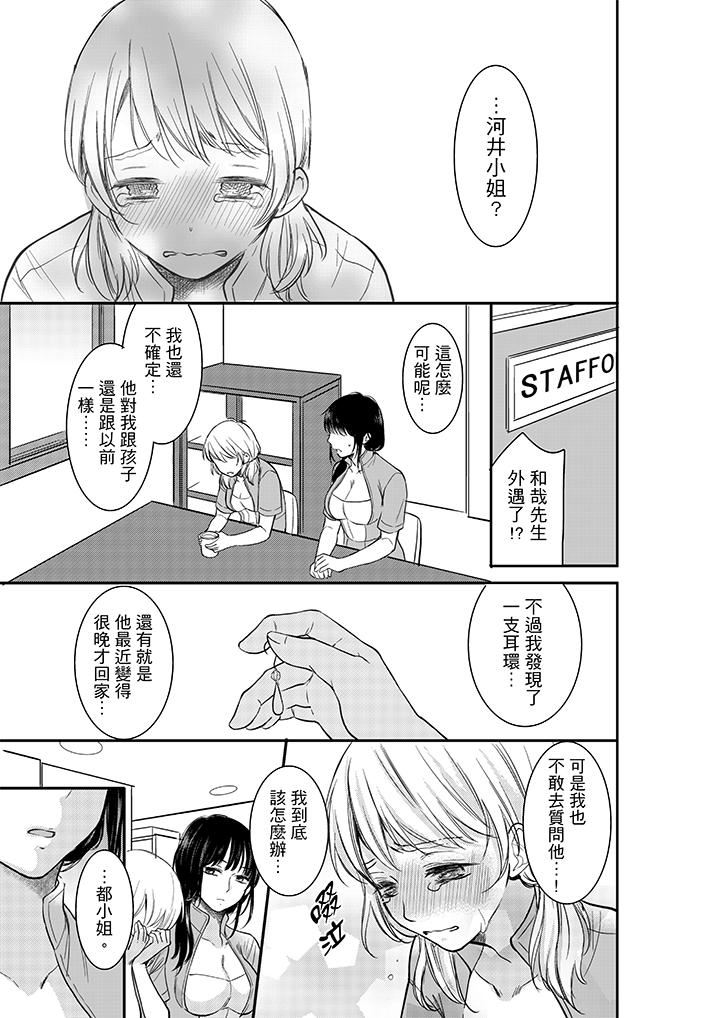 …河井小姐？
STAFFO
和哉先生
外遇了!?
這怎麼
可能呢…
我也還
不確定…
他對我跟孩子
還是跟以前
一樣……
不過我發現了
一支耳環…
還有就是
他最近變得
很晚才回家…
可是我也
不敢去質問他…！
啜泣
我到底
該怎麼辦…
…都小姐。